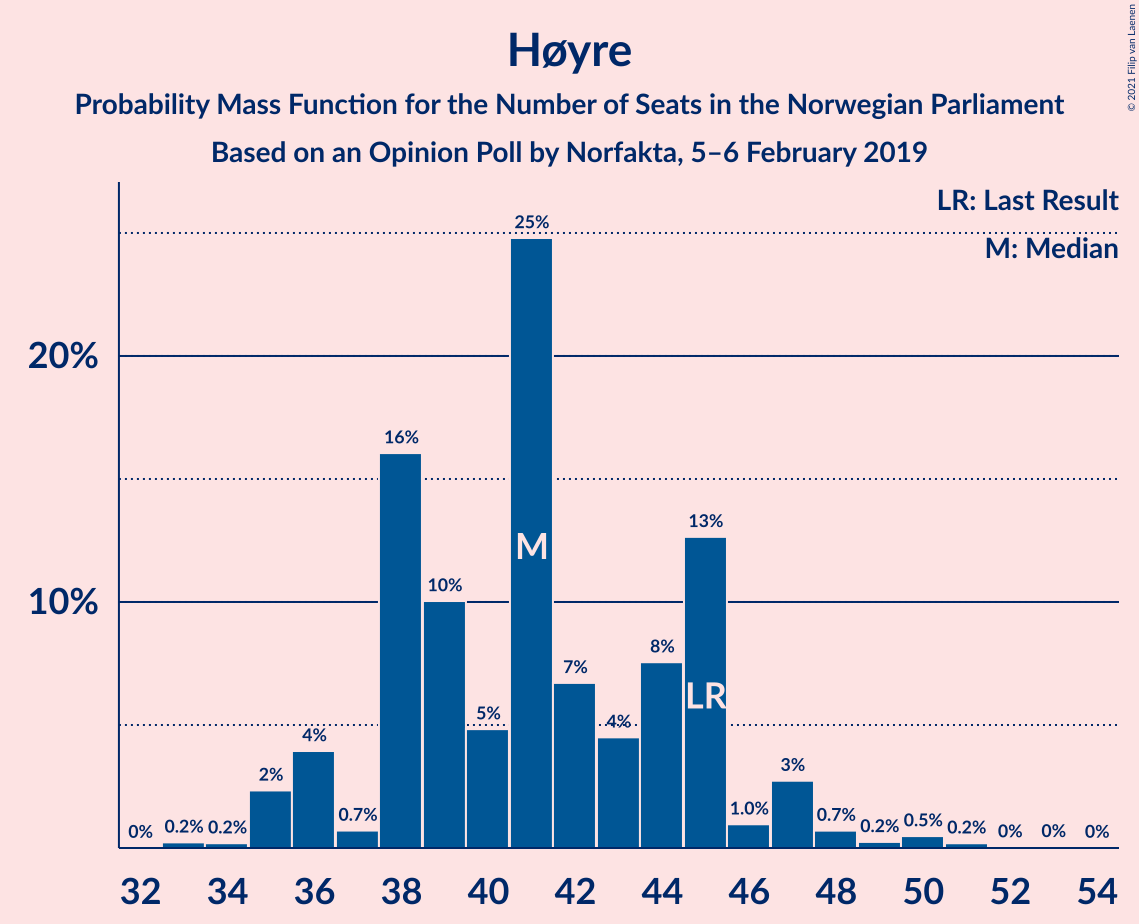 Høyre
Probability Mass Function for the Number of Seats in the Norwegian Parliament
Based on an Opinion Poll by Norfakta, 5–6 February 2019
© 2021 Filip van Laenen
LR: Last Result
M: Median
20%
10%
0%
0.2%
0.2%
2%
4%
0.7%
16%
10%
5%
25%
7%
4%
8%
13%
1.0%
3%
0.7%
0.2%
0.5%
0.2%
0%
0%
0%
M
LR
32 34 36 38 40 42 44 46 48 50 52 54